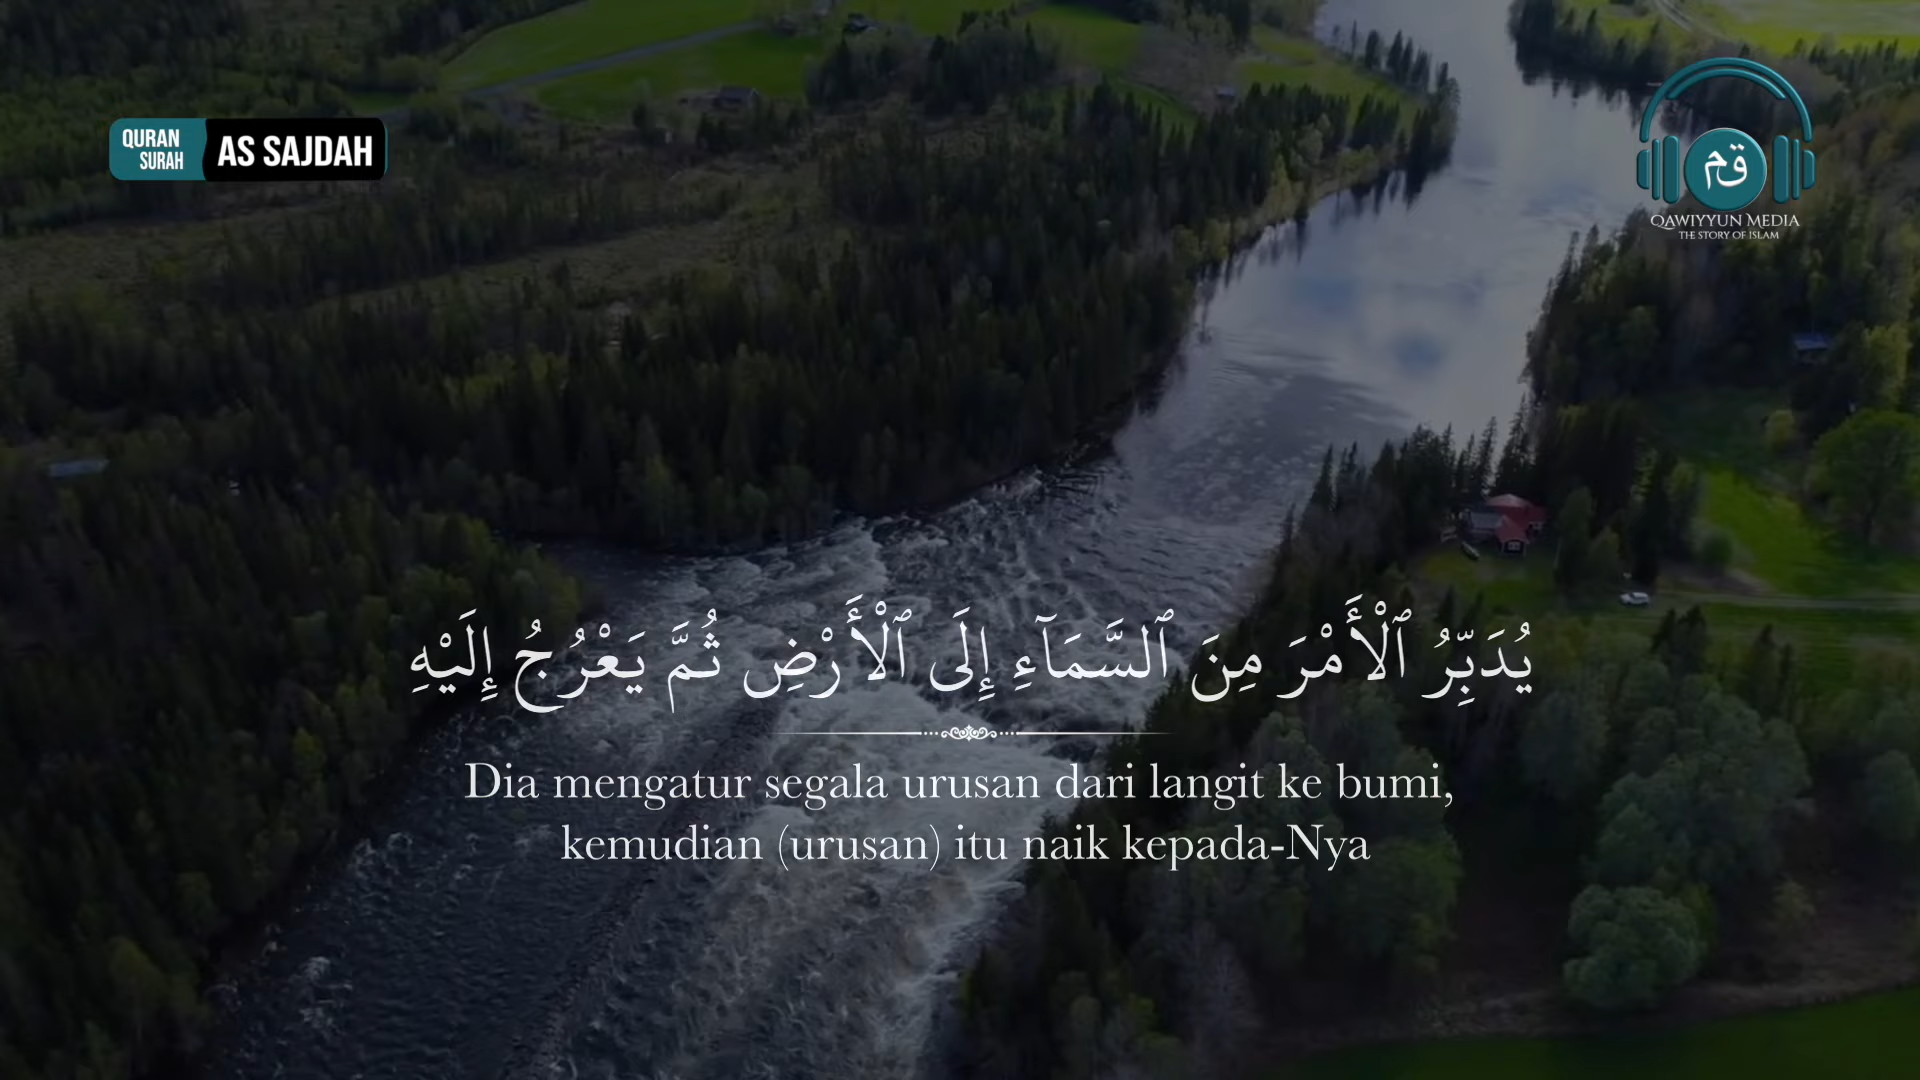 QURAN
SURAH
AS SAJDAH
قم
QAWIYYUN MEDIA
THE STORY OF ISLAM
يُدَبِّرُ ٱلْأَمْرَ مِنَ ٱلسَّمَآءِ إِلَى ٱلْأَرْضِ ثُمَّ يَعْرُجُ إِلَيْهِ
Dia mengatur segala urusan dari langit ke bumi,
kemudian (urusan) itu naik kepada-Nya